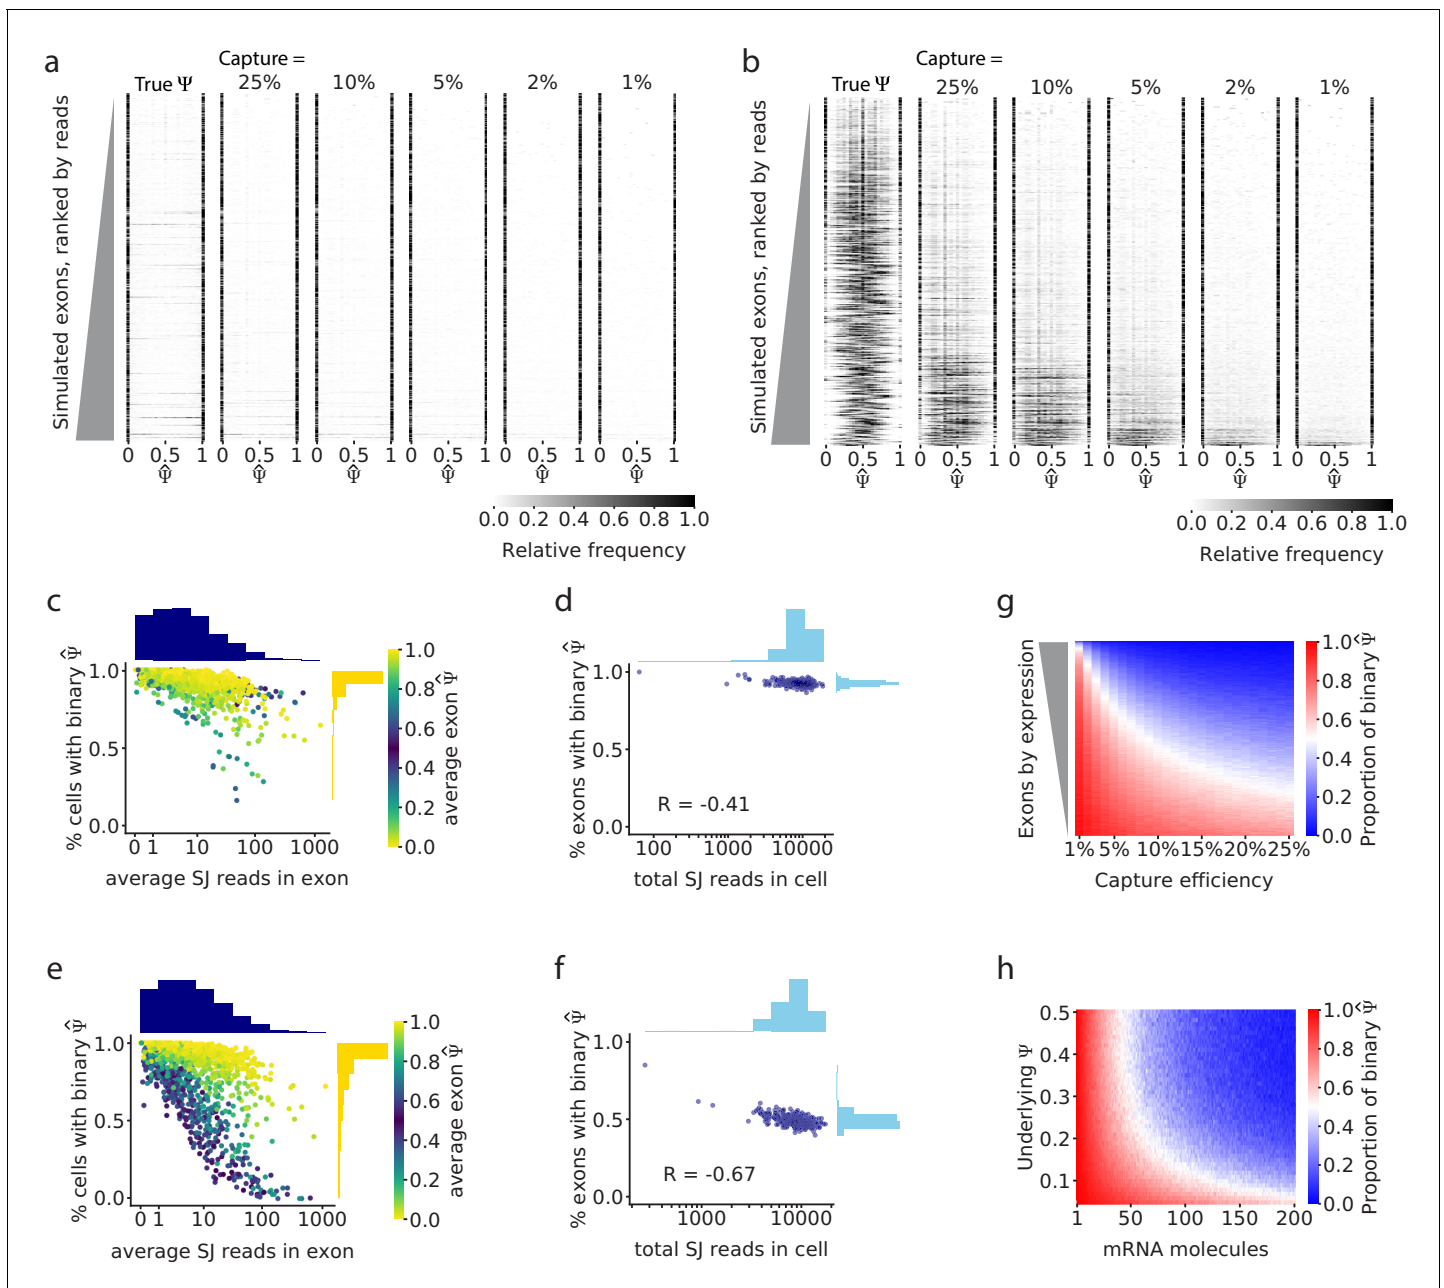 a
Capture =
True Ψ 25% 10% 5% 2% 1%
Simulated exons, ranked by reads
0 0.5 1 0 0.5 1 0 0.5 1 0 0.5 1 0 0.5 1 0 0.5 1
Ψ̂ Ψ̂ Ψ̂ Ψ̂ Ψ̂ Ψ̂
0.0 0.2 0.4 0.6 0.8 1.0
Relative frequency
b
Capture =
True Ψ 25% 10% 5% 2% 1%
Simulated exons, ranked by reads
0 0.5 1 0 0.5 1 0 0.5 1 0 0.5 1 0 0.5 1 0 0.5 1
Ψ̂ Ψ̂ Ψ̂ Ψ̂ Ψ̂ Ψ̂
0.0 0.2 0.4 0.6 0.8 1.0
Relative frequency
c
% cells with binary Ψ̂
1.0
0.5
0.0
0 1 10 100 1000
average SJ reads in exon
1.0
0.8
0.6
0.4
0.2
0.0
average exon Ψ̂
d
% exons with binary Ψ̂
1.0
0.5
0.0
R = -0.41
100 1000 10000
total SJ reads in cell
g
Exons by expression
1% 5% 10% 15% 20% 25%
Capture efficiency
1.0
0.8
0.6
0.4
0.2
0.0
Proportion of binary Ψ̂
e
% cells with binary Ψ̂
1.0
0.5
0.0
0 1 10 100 1000
average SJ reads in exon
1.0
0.8
0.6
0.4
0.2
0.0
average exon Ψ̂
f
% exons with binary Ψ̂
1.0
0.5
0.0
R = -0.67
1000 10000
total SJ reads in cell
h
Underlying Ψ
0.5
0.4
0.3
0.2
0.1
1 50 100 150 200
mRNA molecules
1.0
0.8
0.6
0.4
0.2
0.0
Proportion of binary Ψ̂